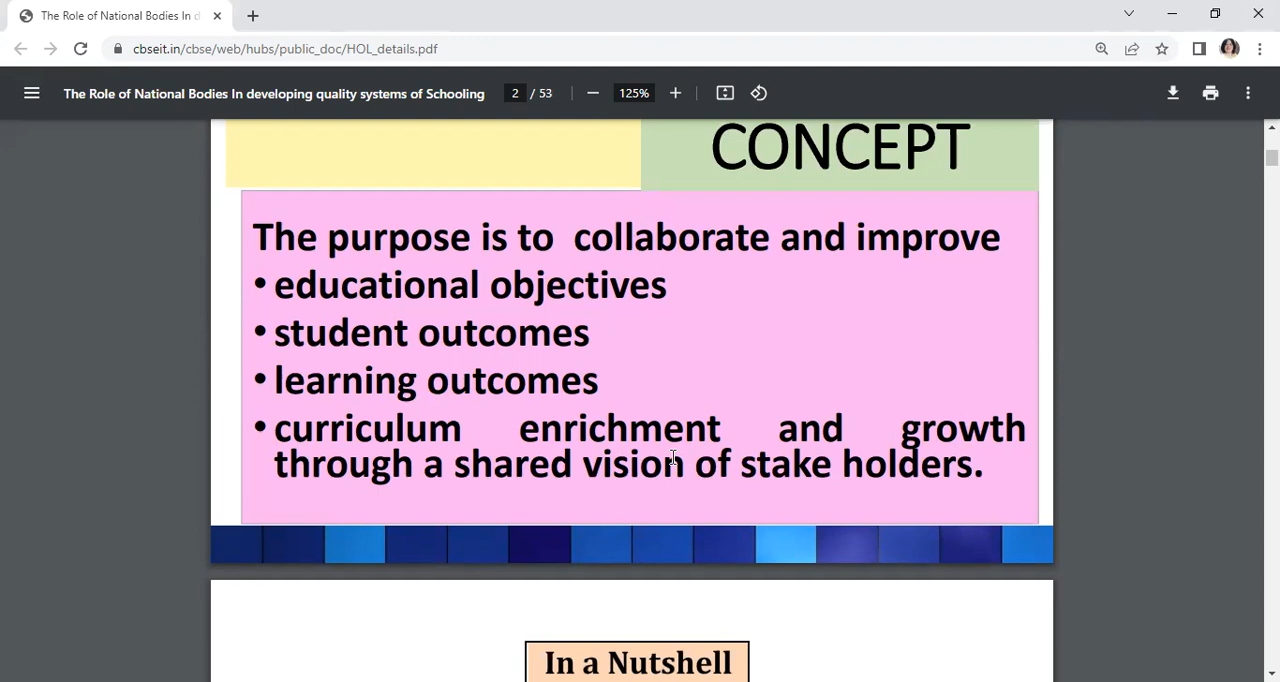 The Role of National Bodies In d
cbseit.in/cbse/web/hubs/public_doc/HOL_details.pdf
The Role of National Bodies In developing quality systems of Schooling
2 / 53
125%
CONCEPT
The purpose is to collaborate and improve
• educational objectives
• student outcomes
• learning outcomes
• curriculum enrichment and growth
through a shared vision of stake holders.
In a Nutshell